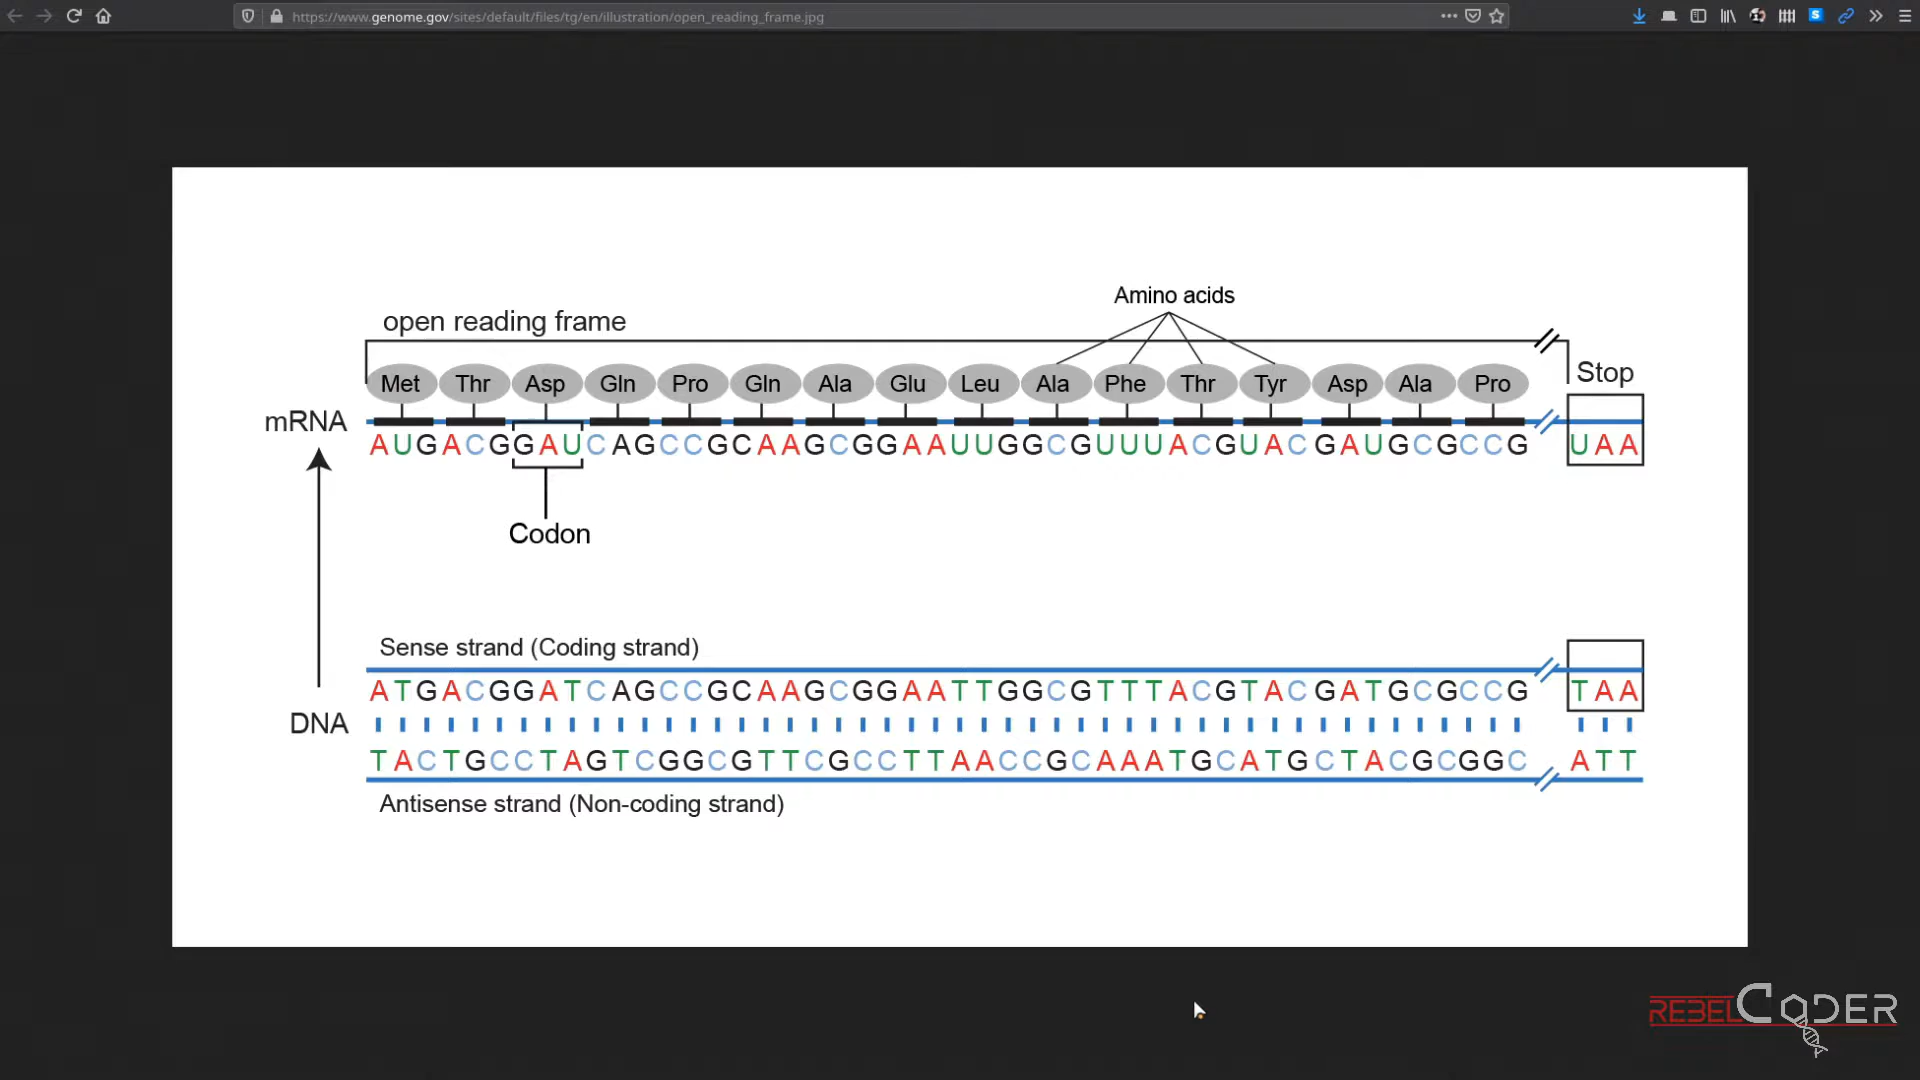 https://www.genome.gov/sites/default/files/tg/en/illustration/open_reading_frame.jpg
Amino acids
open reading frame
Met Thr Asp Gln Pro Gln Ala Glu Leu Ala Phe Thr Tyr Asp Ala Pro Stop
mRNA
AUGACGGAUCAGCCGCAAGCGGAAUUGGCGUUUACGUACGAUGCGCCG UAA
Codon
Sense strand (Coding strand)
ATGACGGATCAGCCGCAAGCGGAATTGGCGTTTACGTACGATGCGCCG TAA
DNA
TACTGCCTAGTCGGCGTTCGCCTTAACCGCAAATGCATGCTACGCGGC ATT
Antisense strand (Non-coding strand)
REBELCODER